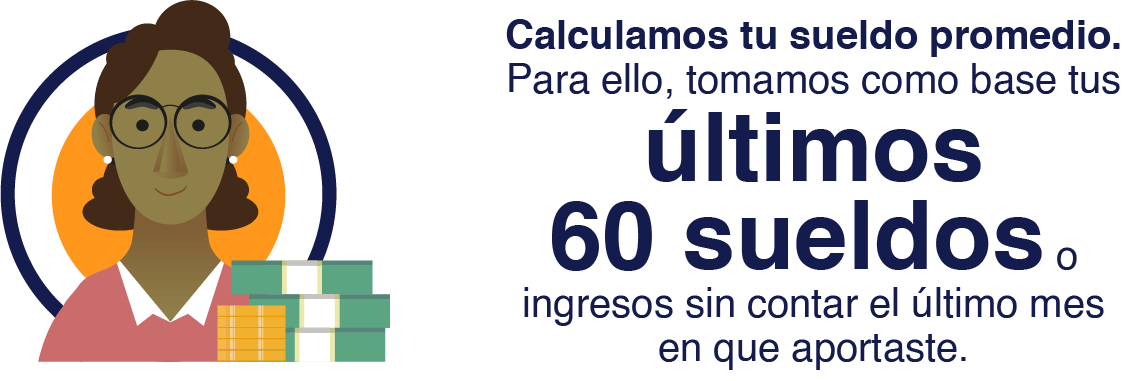 Calculamos tu sueldo promedio.
Para ello, tomamos como base tus
últimos
60 sueldos o
ingresos sin contar el último mes
en que aportaste.